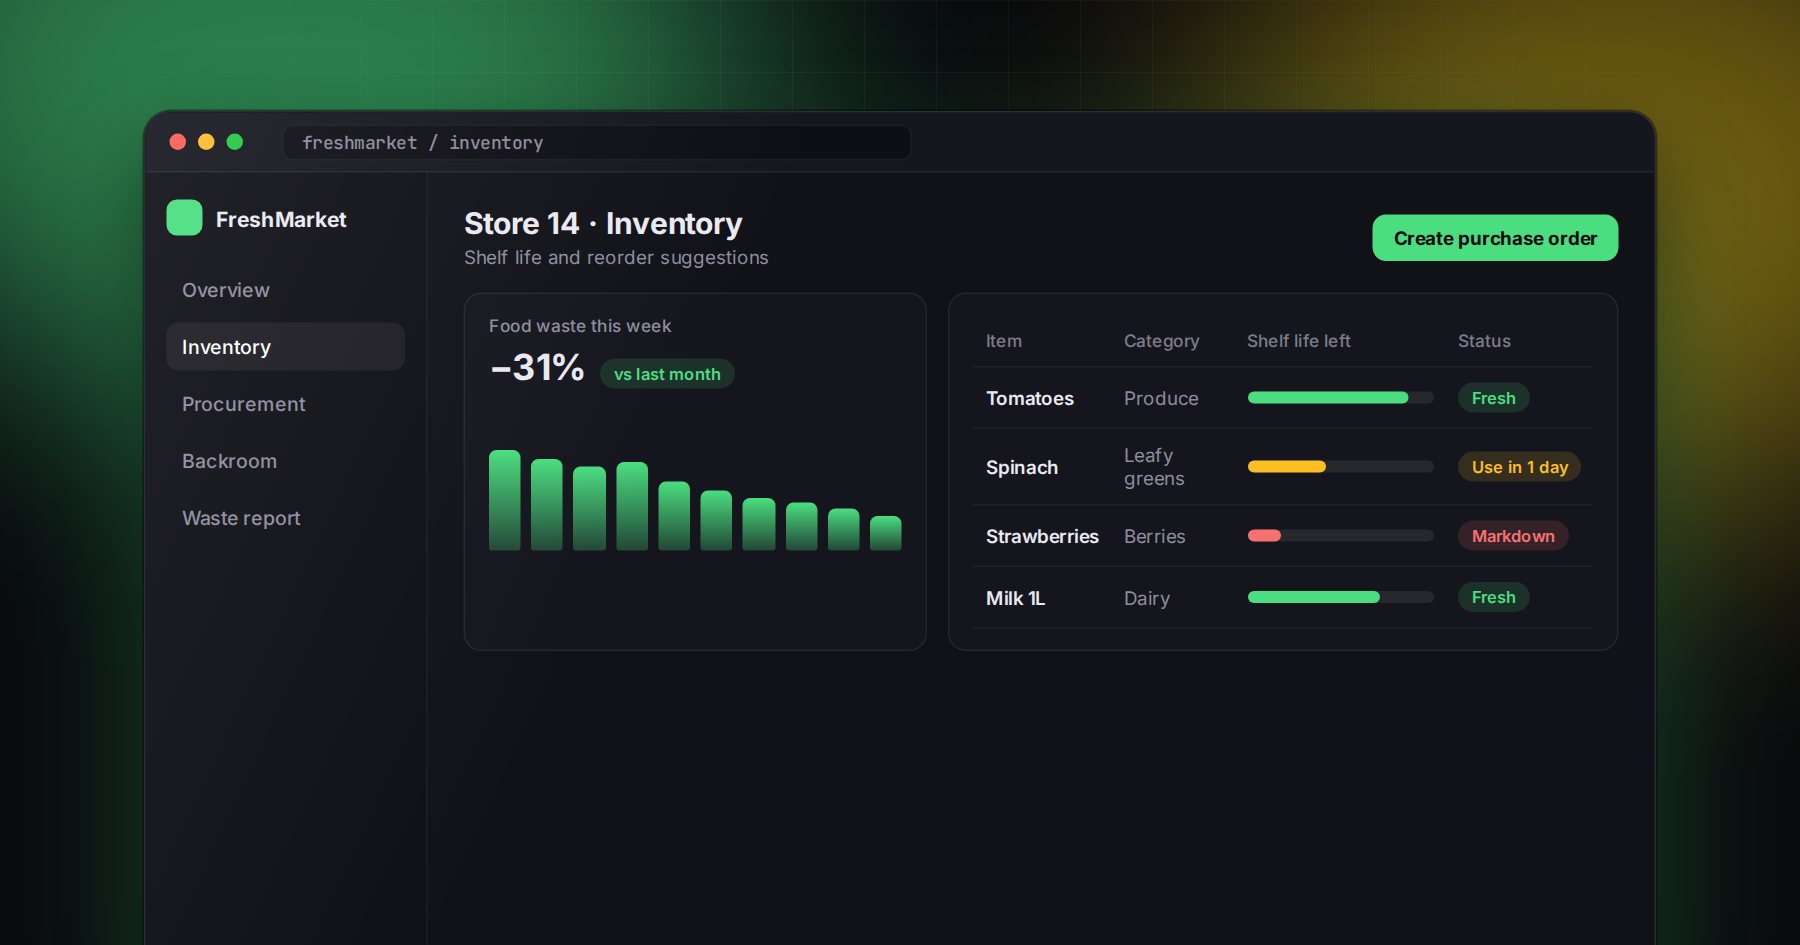 freshmarket / inventory
FreshMarket
Overview
Inventory
Procurement
Backroom
Waste report
Store 14 · Inventory
Shelf life and reorder suggestions
Create purchase order
Food waste this week
−31% vs last month
Item Category Shelf life left Status
Tomatoes Produce Fresh
Spinach Leafy greens Use in 1 day
Strawberries Berries Markdown
Milk 1L Dairy Fresh